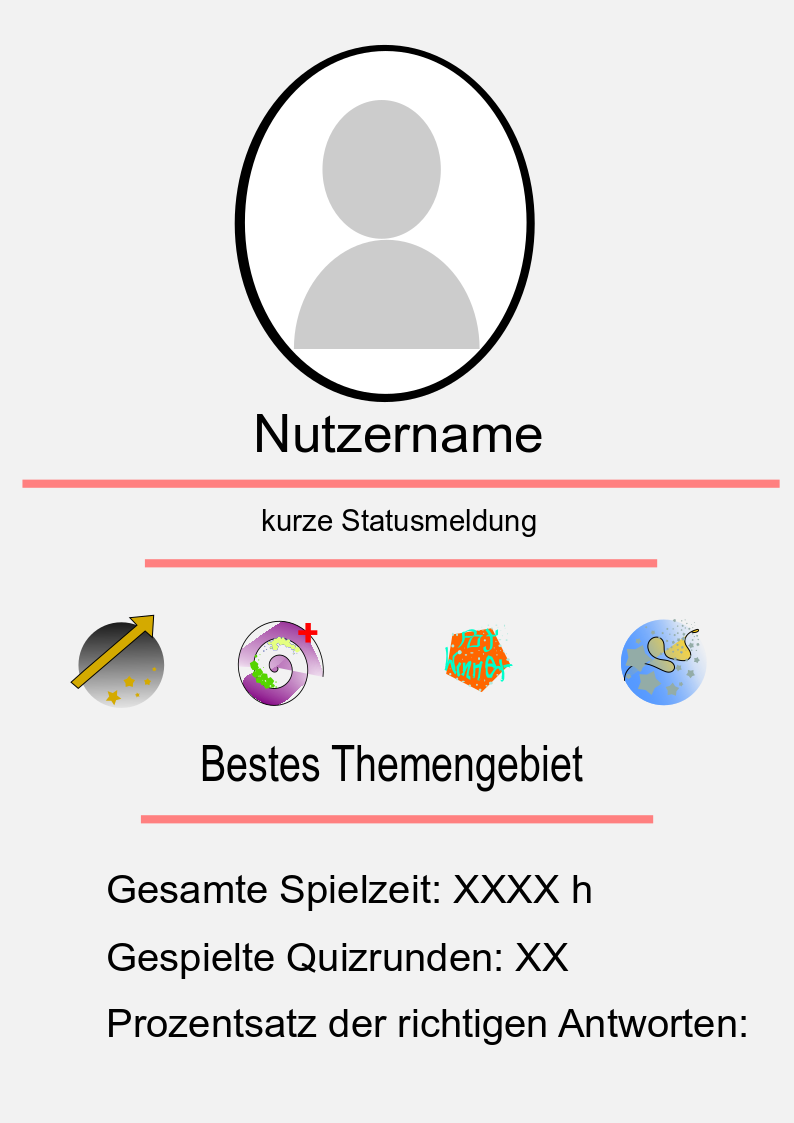 Nutzername
kurze Statusmeldung
Bestes Themengebiet
Gesamte Spielzeit: XXXX h
Gespielte Quizrunden: XX
Prozentsatz der richtigen Antworten: